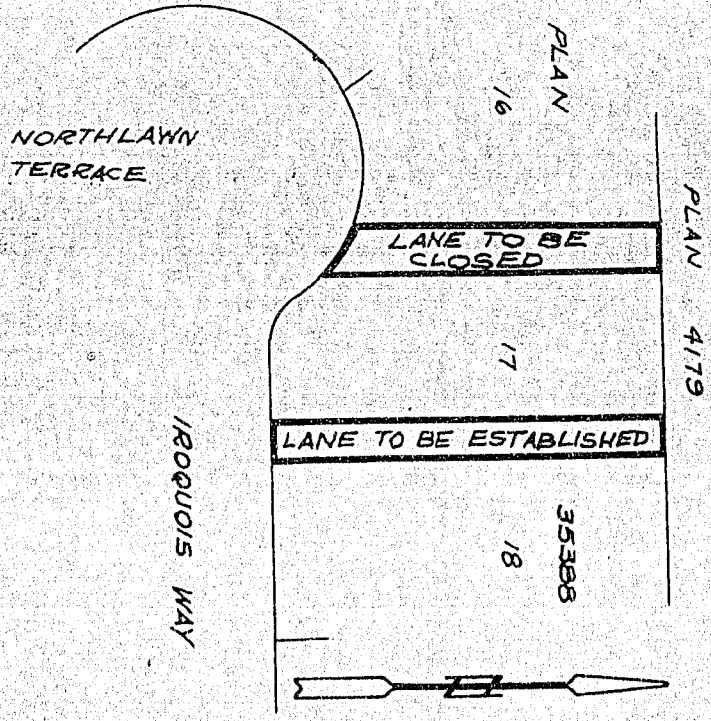 PLAN
16
NORTHLAWN
TERRACE
PLAN 4179
LANE TO BE
CLOSED
17
LANE TO BE ESTABLISHED
IROQUOIS WAY
35388
18